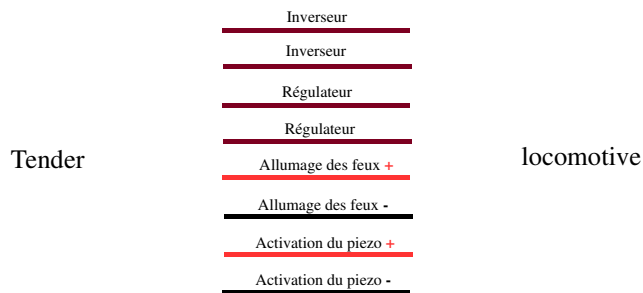 Inverseur
Inverseur
Régulateur
Régulateur
Tender
locomotive
Allumage des feux +
Allumage des feux -
Activation du piezo +
Activation du piezo -